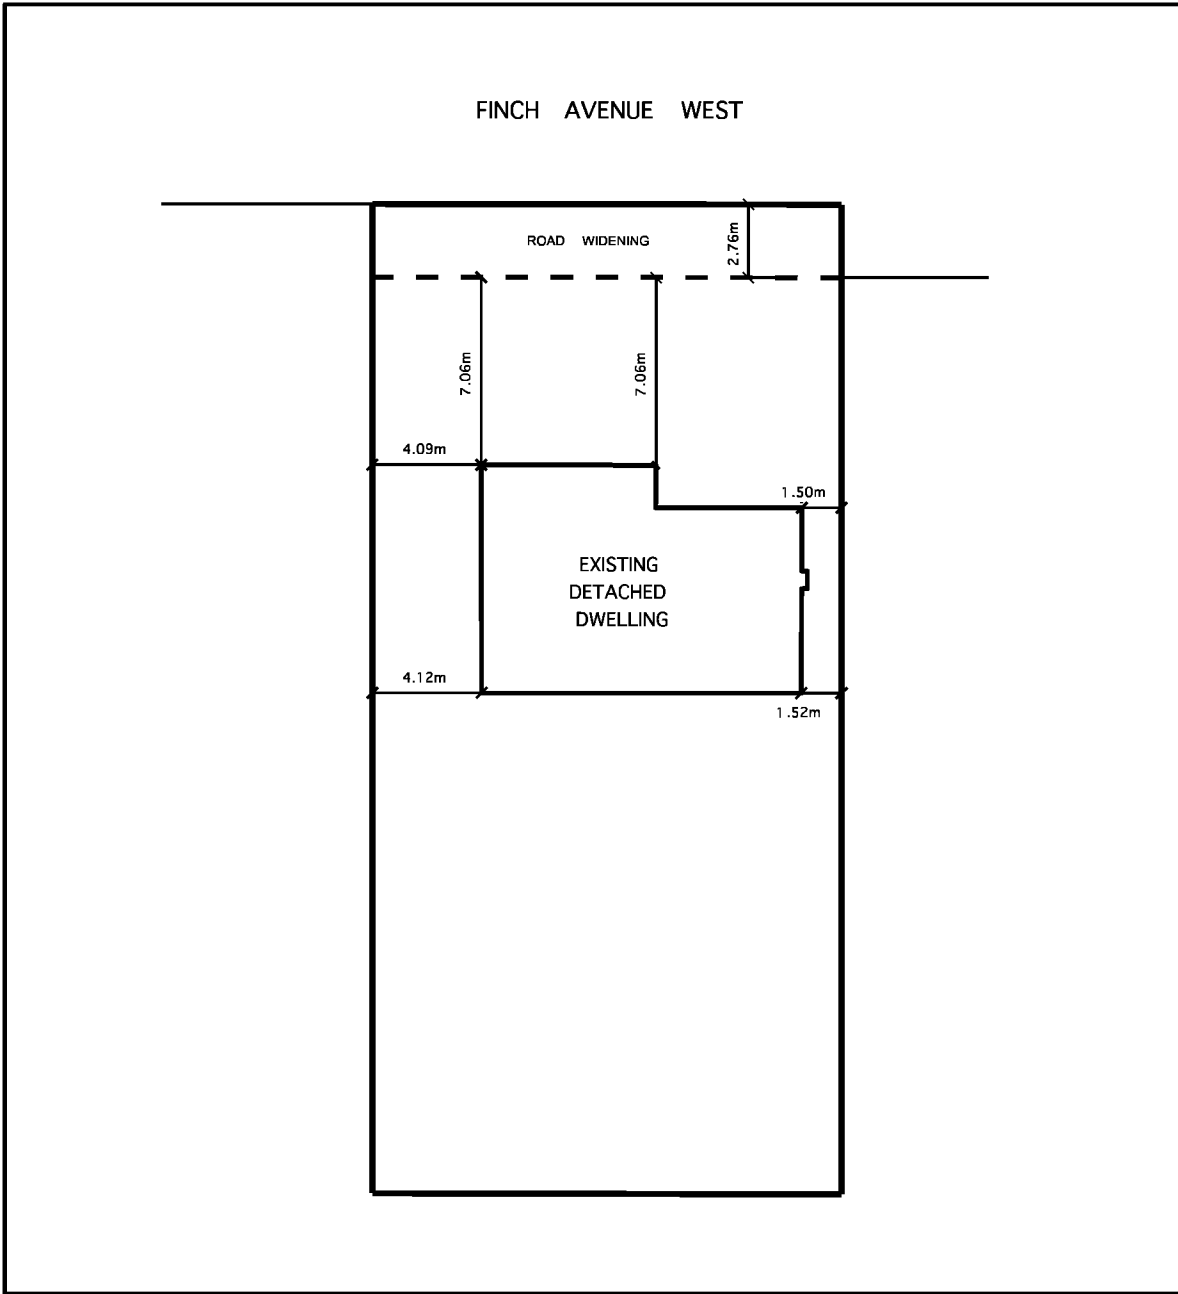 FINCH AVENUE WEST
ROAD WIDENING
2.76m
7.06m
7.06m
4.09m
1.50m
EXISTING
DETACHED
DWELLING
4.12m
1.52m